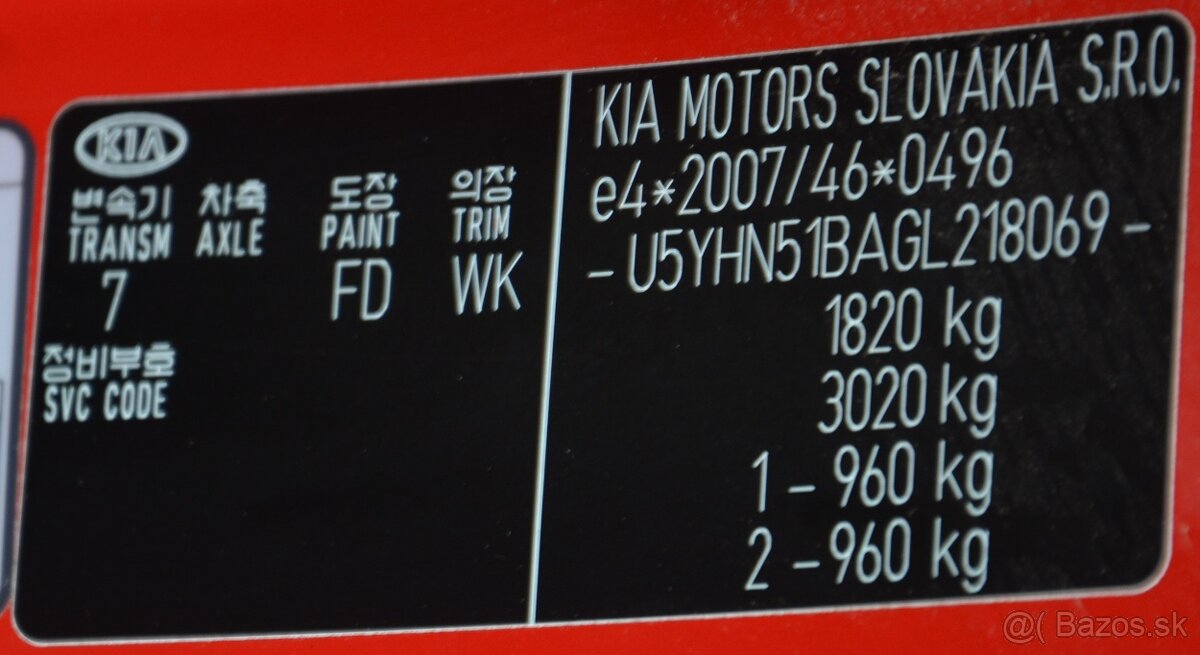 KIA
변속기 차축 도장 의장
TRANSM AXLE PAINT TRIM
7 FD WK
정비부호
SVC CODE
KIA MOTORS SLOVAKIA S.R.O.
e4*2007/46*0496
- U5YHN51BAGL218069 -
1820 kg
3020 kg
1 - 960 kg
2 - 960 kg
@( Bazos.sk